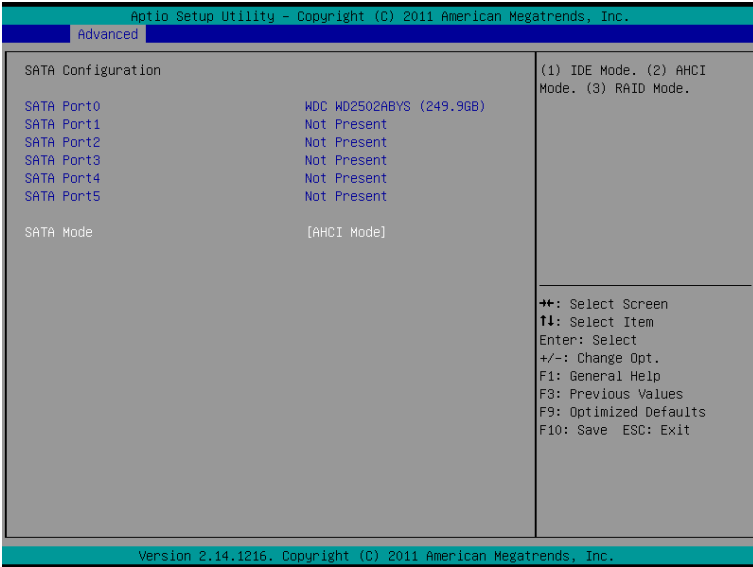 Aptio Setup Utility – Copyright (C) 2011 American Megatrends, Inc.
Advanced
SATA Configuration
SATA Port0 WDC WD2502ABYS (249.9GB)
SATA Port1 Not Present
SATA Port2 Not Present
SATA Port3 Not Present
SATA Port4 Not Present
SATA Port5 Not Present
SATA Mode [AHCI Mode]
(1) IDE Mode. (2) AHCI
Mode. (3) RAID Mode.
→←: Select Screen
↑↓: Select Item
Enter: Select
+/-: Change Opt.
F1: General Help
F3: Previous Values
F9: Optimized Defaults
F10: Save ESC: Exit
Version 2.14.1216. Copyright (C) 2011 American Megatrends, Inc.